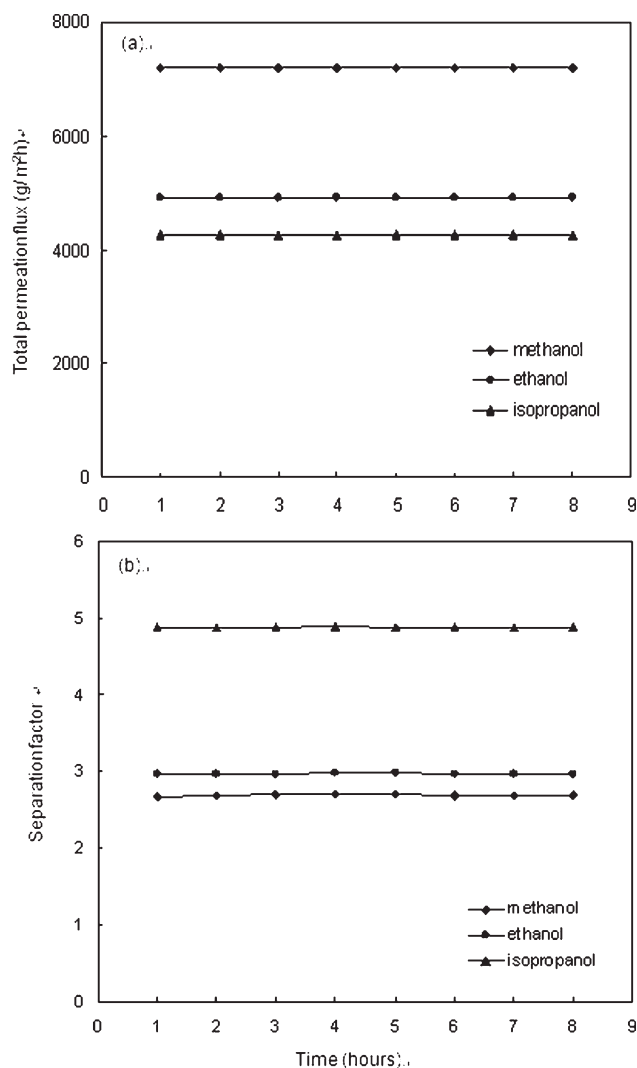 (a).
8000
6000
4000
2000
0
Total permeation flux (g/m²h)
methanol
ethanol
isopropanol
0 1 2 3 4 5 6 7 8 9
(b).
6
5
4
3
2
1
0
Separation factor
methanol
ethanol
isopropanol
0 1 2 3 4 5 6 7 8 9
Time (hours).